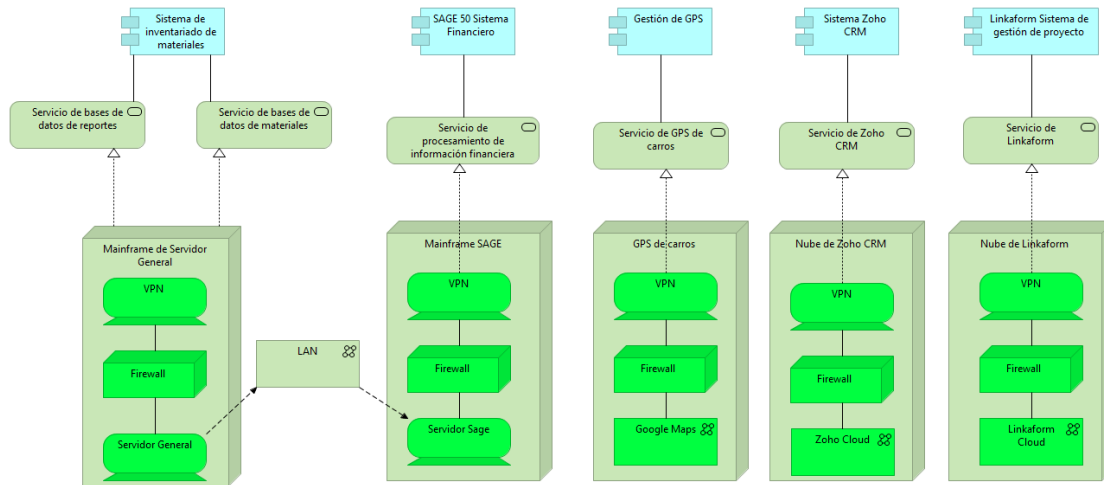 Sistema de
inventariado de
materiales
SAGE 50 Sistema
Financiero
Gestión de GPS
Sistema Zoho
CRM
Linkaform Sistema de
gestión de proyecto
Servicio de bases de
datos de reportes
Servicio de bases de
datos de materiales
Servicio de
procesamiento de
información financiera
Servicio de GPS de
carros
Servicio de Zoho
CRM
Servicio de
Linkaform
Mainframe de Servidor
General
VPN
Firewall
Servidor General
LAN
Mainframe SAGE
VPN
Firewall
Servidor Sage
GPS de carros
VPN
Firewall
Google Maps
Nube de Zoho CRM
VPN
Firewall
Zoho Cloud
Nube de Linkaform
VPN
Firewall
Linkaform
Cloud